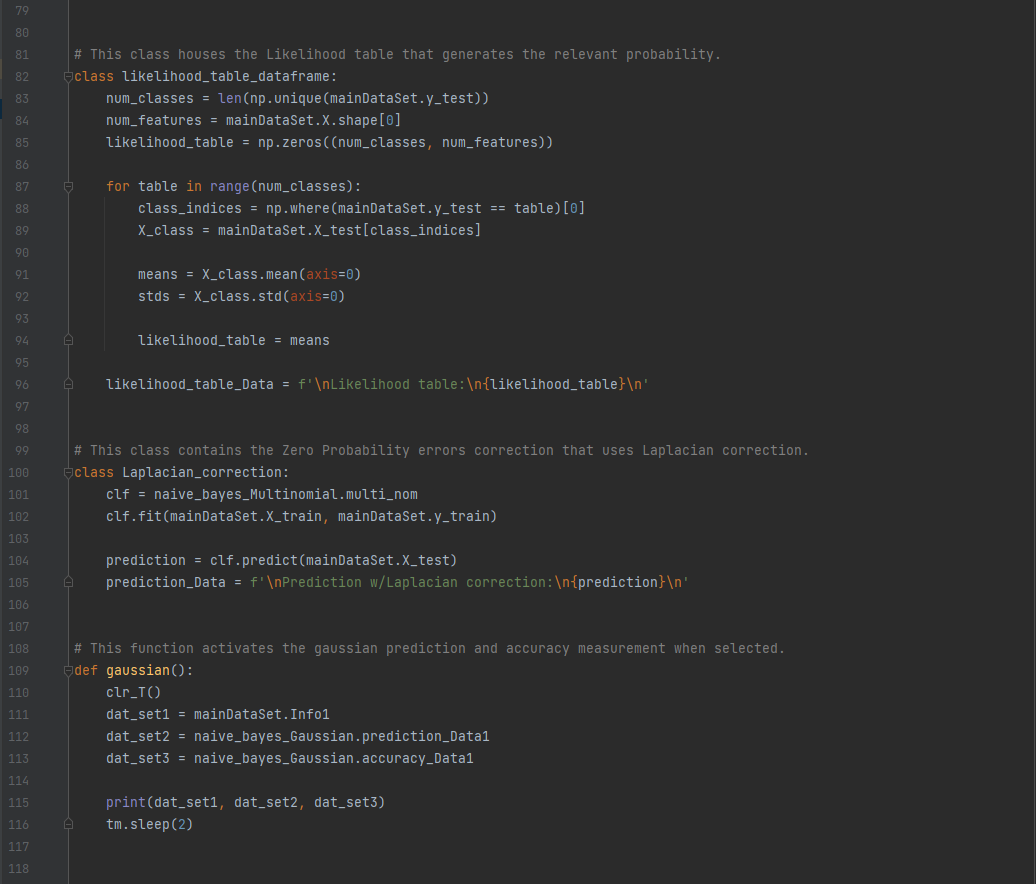 79
80
81 # This class houses the Likelihood table that generates the relevant probability.
82 class likelihood_table_dataframe:
83     num_classes = len(np.unique(mainDataSet.y_test))
84     num_features = mainDataSet.X.shape[0]
85     likelihood_table = np.zeros((num_classes, num_features))
86
87     for table in range(num_classes):
88         class_indices = np.where(mainDataSet.y_test == table)[0]
89         X_class = mainDataSet.X_test[class_indices]
90
91         means = X_class.mean(axis=0)
92         stds = X_class.std(axis=0)
93
94         likelihood_table = means
95
96     likelihood_table_Data = f'\nLikelihood table:\n{likelihood_table}\n'
97
98
99 # This class contains the Zero Probability errors correction that uses Laplacian correction.
100 class Laplacian_correction:
101     clf = naive_bayes_Multinomial.multi_nom
102     clf.fit(mainDataSet.X_train, mainDataSet.y_train)
103
104     prediction = clf.predict(mainDataSet.X_test)
105     prediction_Data = f'\nPrediction w/Laplacian correction:\n{prediction}\n'
106
107
108 # This function activates the gaussian prediction and accuracy measurement when selected.
109 def gaussian():
110     clr_T()
111     dat_set1 = mainDataSet.Info1
112     dat_set2 = naive_bayes_Gaussian.prediction_Data1
113     dat_set3 = naive_bayes_Gaussian.accuracy_Data1
114
115     print(dat_set1, dat_set2, dat_set3)
116     tm.sleep(2)
117
118